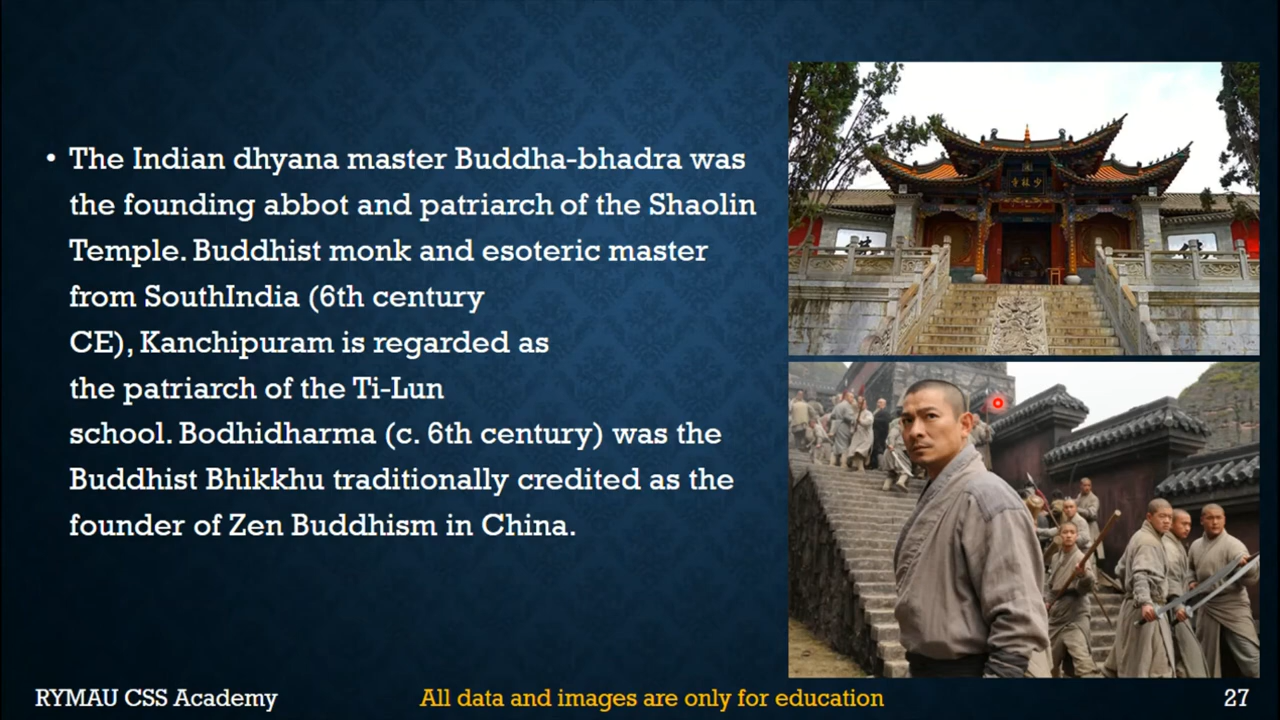 • The Indian dhyana master Buddha-bhadra was
the founding abbot and patriarch of the Shaolin
Temple. Buddhist monk and esoteric master
from SouthIndia (6th century
CE), Kanchipuram is regarded as
the patriarch of the Ti-Lun
school. Bodhidharma (c. 6th century) was the
Buddhist Bhikkhu traditionally credited as the
founder of Zen Buddhism in China.
寺林少
RYMAU CSS Academy
All data and images are only for education
27